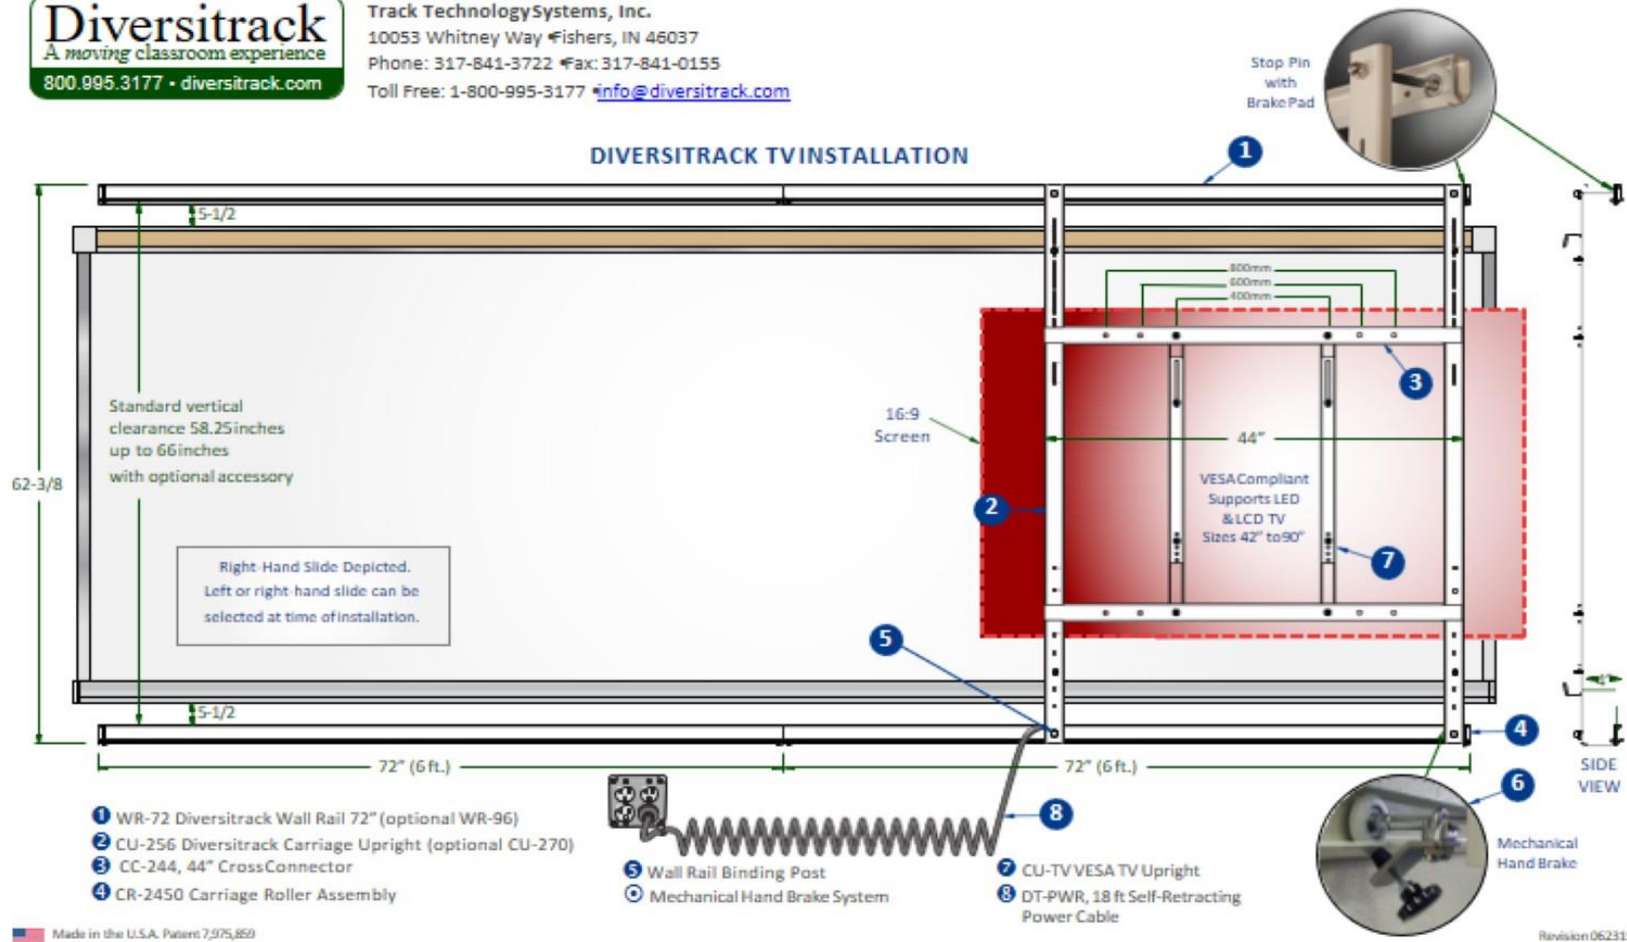 Diversitrack
A moving classroom experience
800.995.3177 • diversitrack.com
Track Technology Systems, Inc.
10053 Whitney Way •Fishers, IN 46037
Phone: 317-841-3722 •Fax: 317-841-0155
Toll Free: 1-800-995-3177 •info@diversitrack.com
Stop Pin
with
Brake Pad
DIVERSITRACK TV INSTALLATION
1
5-1/2
800mm
600mm
400mm
3
Standard vertical
clearance 58.25 inches
up to 66 inches
with optional accessory
16:9
Screen
44”
62-3/8
VESA Compliant
Supports LED
& LCD TV
Sizes 42” to 90”
2
7
Right-Hand Slide Depicted.
Left or right-hand slide can be
selected at time of installation.
5
4”
5-1/2
4
72” (6 ft.)
72” (6 ft.)
SIDE
VIEW
6
8
Mechanical
Hand Brake
1 WR-72 Diversitrack Wall Rail 72” (optional WR-96)
2 CU-256 Diversitrack Carriage Upright (optional CU-270)
3 CC-244, 44” Cross Connector
4 CR-2450 Carriage Roller Assembly
5 Wall Rail Binding Post
Mechanical Hand Brake System
7 CU-TV VESA TV Upright
8 DT-PWR, 18 ft Self-Retracting
Power Cable
Made in the U.S.A. Patent 7,975,859
Revision